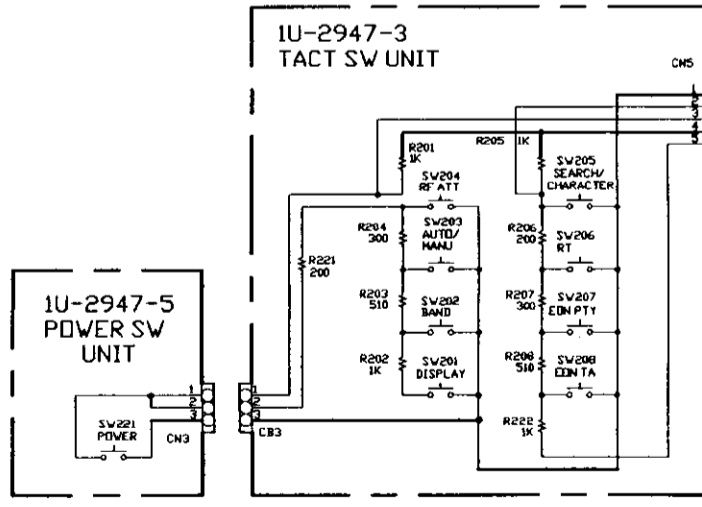 1U-2947-3
TACT SW UNIT
CN5
1
2
3
4
5
R201
1K
R205 1K
SW204
RF ATT
SW205
SEARCH/
CHARACTER
R204
300
SW203
AUTO/
MANU
R206
200
SW206
RT
R221
200
R203
510
SW202
BAND
R207
300
SW207
EON PTY
R202
1K
SW201
DISPLAY
R208
510
SW208
EON TA
R222
1K
1U-2947-5
POWER SW
UNIT
1
2
3
SW221
POWER
CN3
1
2
3
CB3